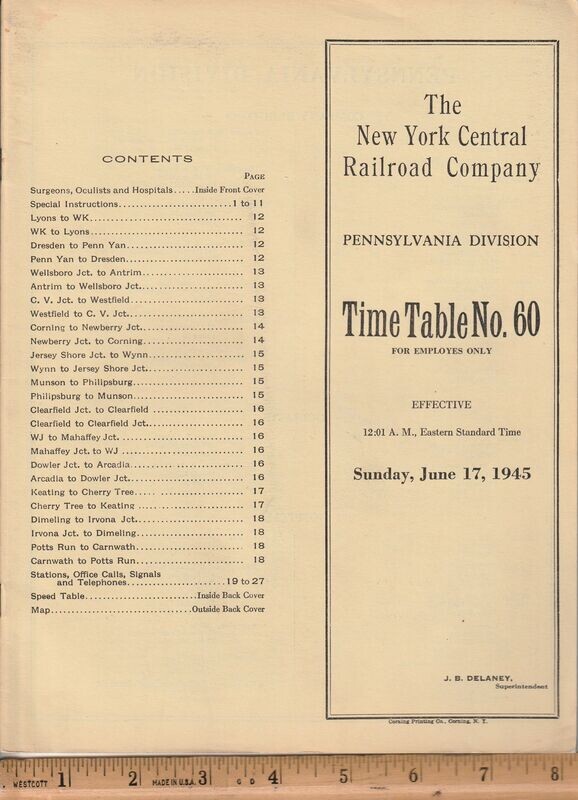 CONTENTS
PAGE
Surgeons, Oculists and Hospitals.....Inside Front Cover
Special Instructions........................1 to 11
Lyons to WK.................................. 12
WK to Lyons.................................. 12
Dresden to Penn Yan......................... 12
Penn Yan to Dresden......................... 12
Wellsboro Jct. to Antrim..................... 13
Antrim to Wellsboro Jct...................... 13
C. V. Jct. to Westfield........................ 13
Westfield to C. V. Jct......................... 13
Corning to Newberry Jct...................... 14
Newberry Jct. to Corning..................... 14
Jersey Shore Jct. to Wynn.................... 15
Wynn to Jersey Shore Jct..................... 15
Munson to Philipsburg....................... 15
Philipsburg to Munson....................... 15
Clearfield Jct. to Clearfield ................... 16
Clearfield to Clearfield Jct.................... 16
WJ to Mahaffey Jct. .......................... 16
Mahaffey Jct. to WJ .......................... 16
Dowler Jct. to Arcadia........................ 16
Arcadia to Dowler Jct......................... 16
Keating to Cherry Tree....................... 17
Cherry Tree to Keating ...................... 17
Dimeling to Irvona Jct........................ 18
Irvona Jct. to Dimeling....................... 18
Potts Run to Carnwath....................... 18
Carnwath to Potts Run....................... 18
Stations, Office Calls, Signals
and Telephones.....................19 to 27
Speed Table........................Inside Back Cover
Map...............................Outside Back Cover
The
New York Central
Railroad Company
PENNSYLVANIA DIVISION
Time Table No. 60
FOR EMPLOYES ONLY
EFFECTIVE
12:01 A. M., Eastern Standard Time
Sunday, June 17, 1945
J. B. DELANEY,
Superintendent
Corning Printing Co., Corning, N. Y.
WESTCOTT 1 2 MADE IN U.S.A. 3 4 5 6 7 8